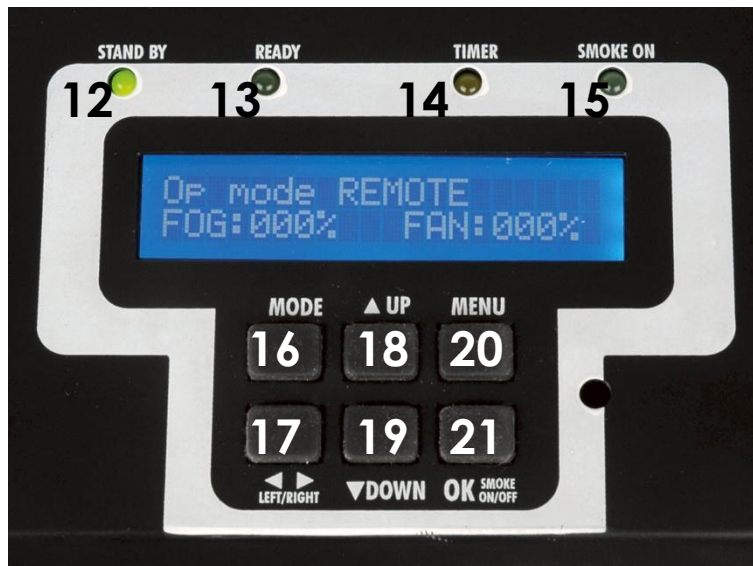 STAND BY READY TIMER SMOKE ON
12 13 14 15
Op mode REMOTE
FOG:000% FAN:000%
MODE ▲ UP MENU
16 18 20
17 19 21
◀ ▶ LEFT/RIGHT ▼DOWN OK SMOKE ON/OFF